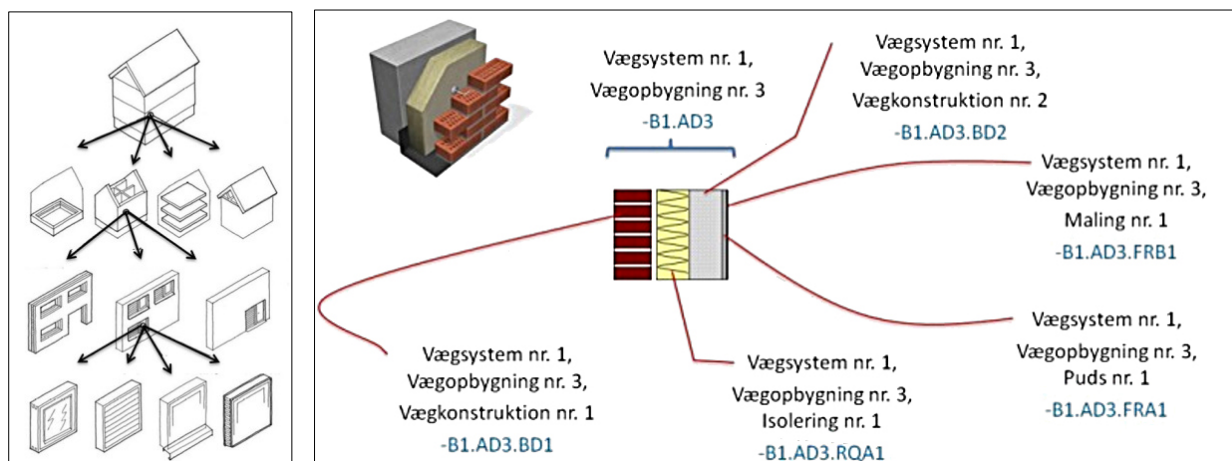 Vægsystem nr. 1,
Vægopbygning nr. 3
-B1.AD3
Vægsystem nr. 1,
Vægopbygning nr. 3,
Vægkonstruktion nr. 2
-B1.AD3.BD2
Vægsystem nr. 1,
Vægopbygning nr. 3,
Maling nr. 1
-B1.AD3.FRB1
Vægsystem nr. 1,
Vægopbygning nr. 3,
Puds nr. 1
-B1.AD3.FRA1
Vægsystem nr. 1,
Vægopbygning nr. 3,
Isolering nr. 1
-B1.AD3.RQA1
Vægsystem nr. 1,
Vægopbygning nr. 3,
Vægkonstruktion nr. 1
-B1.AD3.BD1